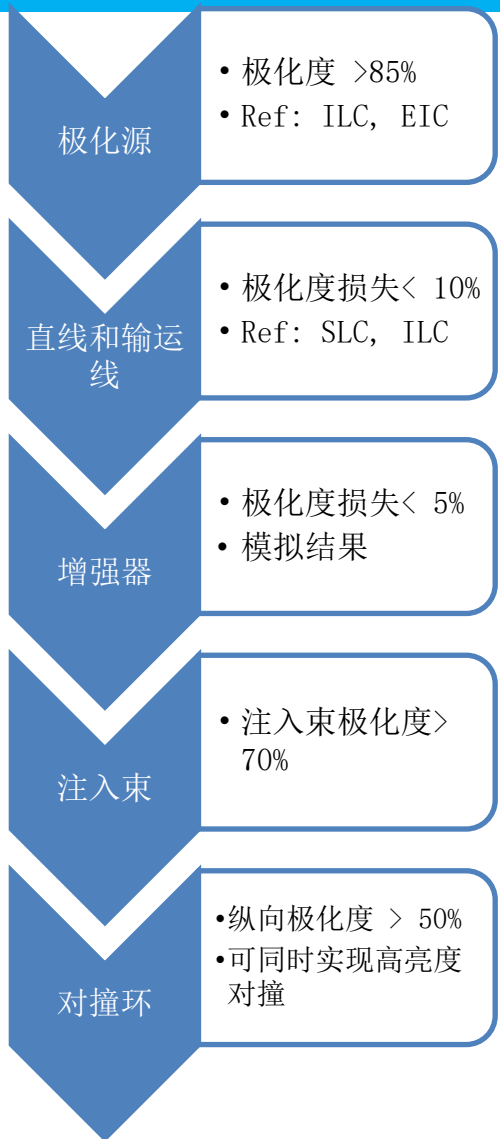 极化源
• 极化度 >85%
• Ref: ILC, EIC
直线和输运
线
• 极化度损失< 10%
• Ref: SLC, ILC
增强器
• 极化度损失< 5%
• 模拟结果
注入束
• 注入束极化度>
70%
对撞环
•纵向极化度 > 50%
•可同时实现高亮度
对撞